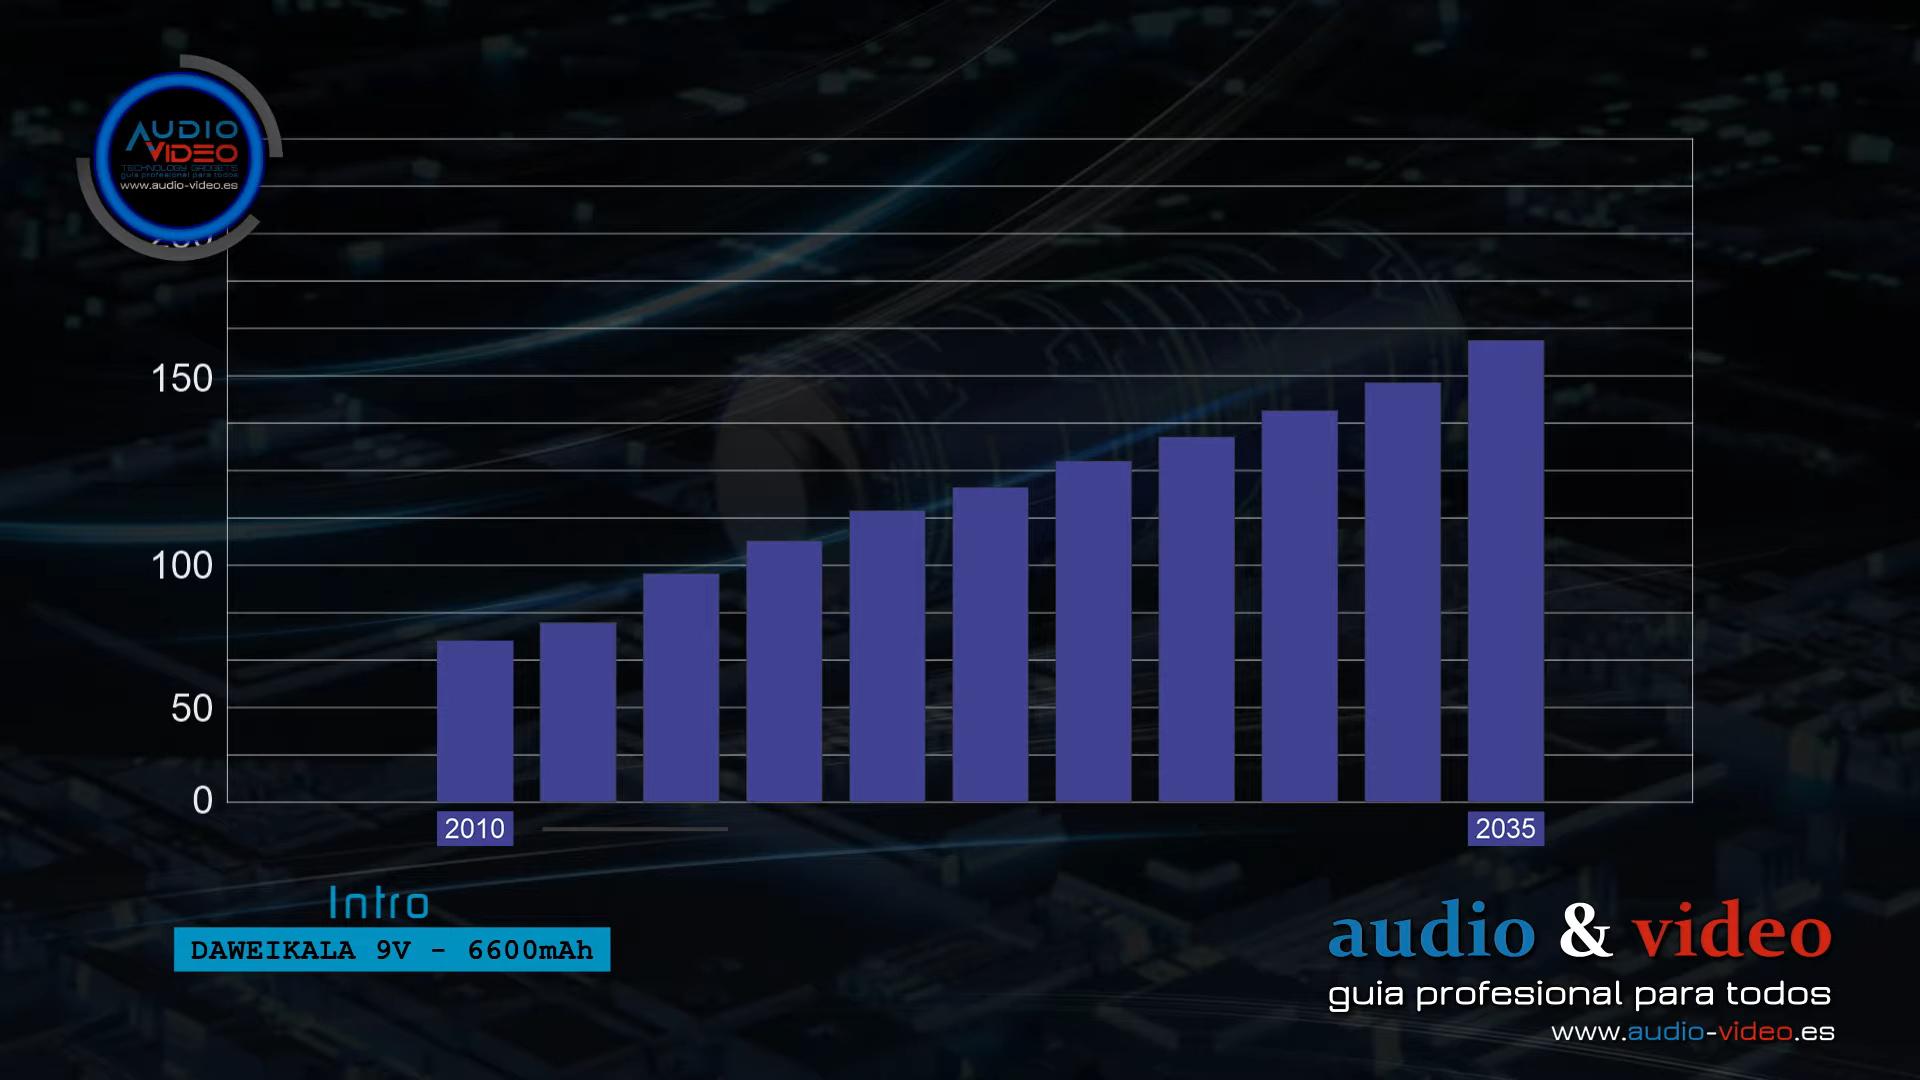 AUDIO
VIDEO
TECHNOLOGY GADGETS
guia profesional para todos
www.audio-video.es
150
100
50
0
2010
2035
Intro
DAWEIKALA 9V - 6600mAh
audio & video
guia profesional para todos
www.audio-video.es